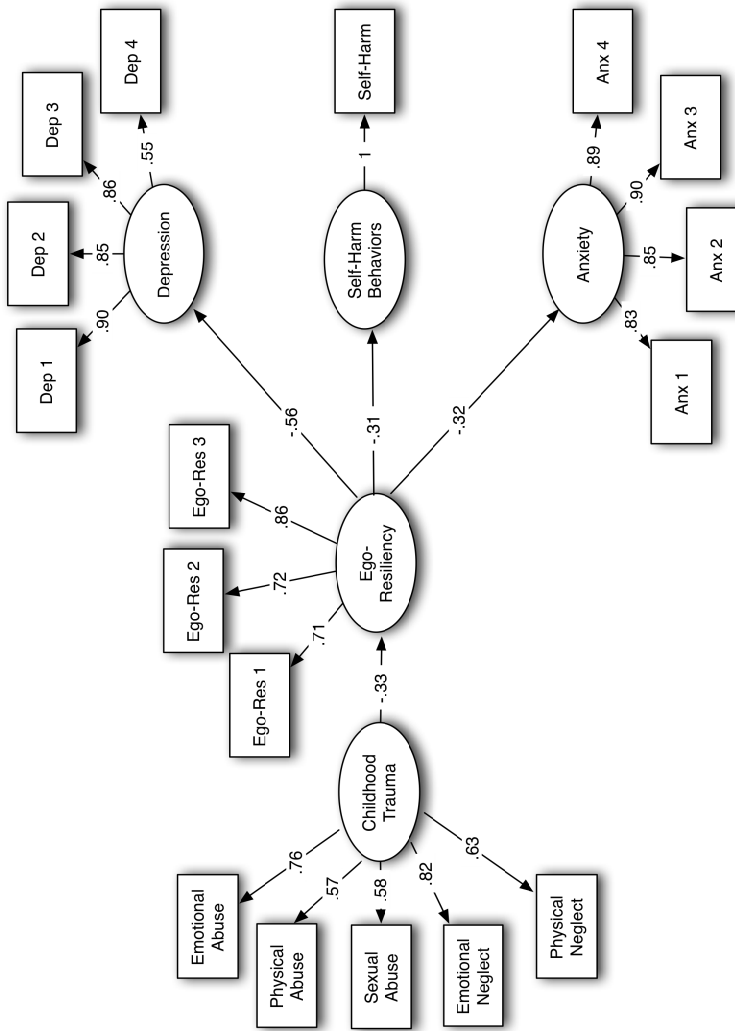 Dep 1
Dep 2
Dep 3
Dep 4
.90
.85
.86
.55
Depression
Self-Harm
1
Self-Harm
Behaviors
Anx 4
Anx 3
Anx 2
Anx 1
.89
.90
.85
.83
Anxiety
-.56
-.31
-.32
Ego-Res 1
Ego-Res 2
Ego-Res 3
.71
.72
.86
Ego-
Resiliency
-.33
Childhood
Trauma
.76
.57
.58
.82
.63
Emotional
Abuse
Physical
Abuse
Sexual
Abuse
Emotional
Neglect
Physical
Neglect